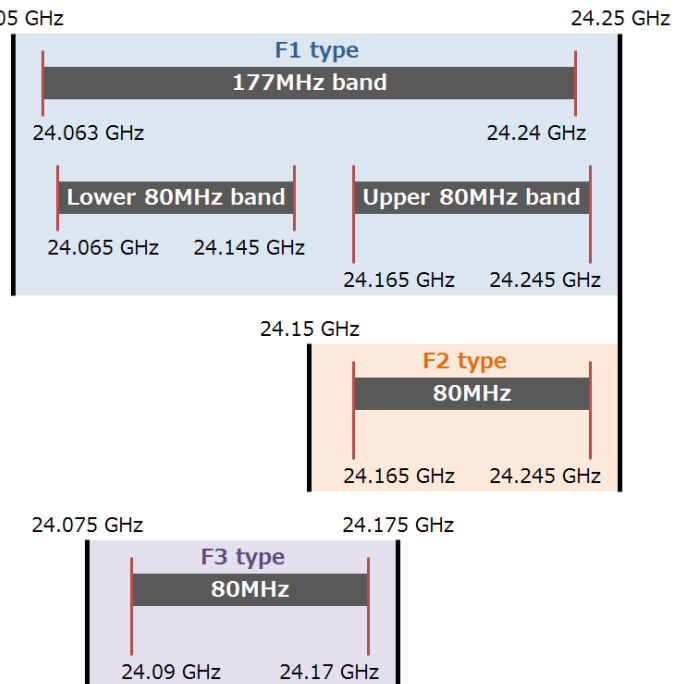 05 GHz 24.25 GHz
F1 type
177MHz band
24.063 GHz 24.24 GHz
Lower 80MHz band Upper 80MHz band
24.065 GHz 24.145 GHz
24.165 GHz 24.245 GHz
24.15 GHz
F2 type
80MHz
24.165 GHz 24.245 GHz
24.075 GHz 24.175 GHz
F3 type
80MHz
24.09 GHz 24.17 GHz